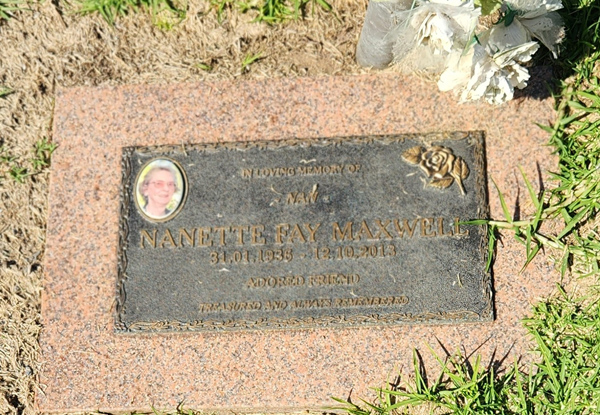 IN LOVING MEMORY OF
NAN
NANETTE FAY MAXWELL
31.01.1935 - 12.10.2013
ADORED FRIEND
TREASURED AND ALWAYS REMEMBERED